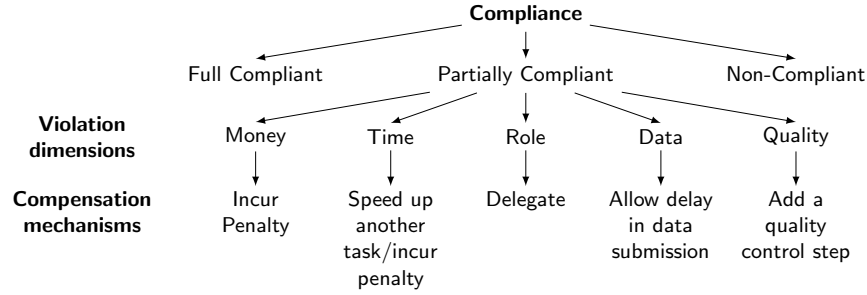 Compliance
Full Compliant
Partially Compliant
Non-Compliant
Violation
dimensions
Money
Time
Role
Data
Quality
Compensation
mechanisms
Incur
Penalty
Speed up
another
task/incur
penalty
Delegate
Allow delay
in data
submission
Add a
quality
control step